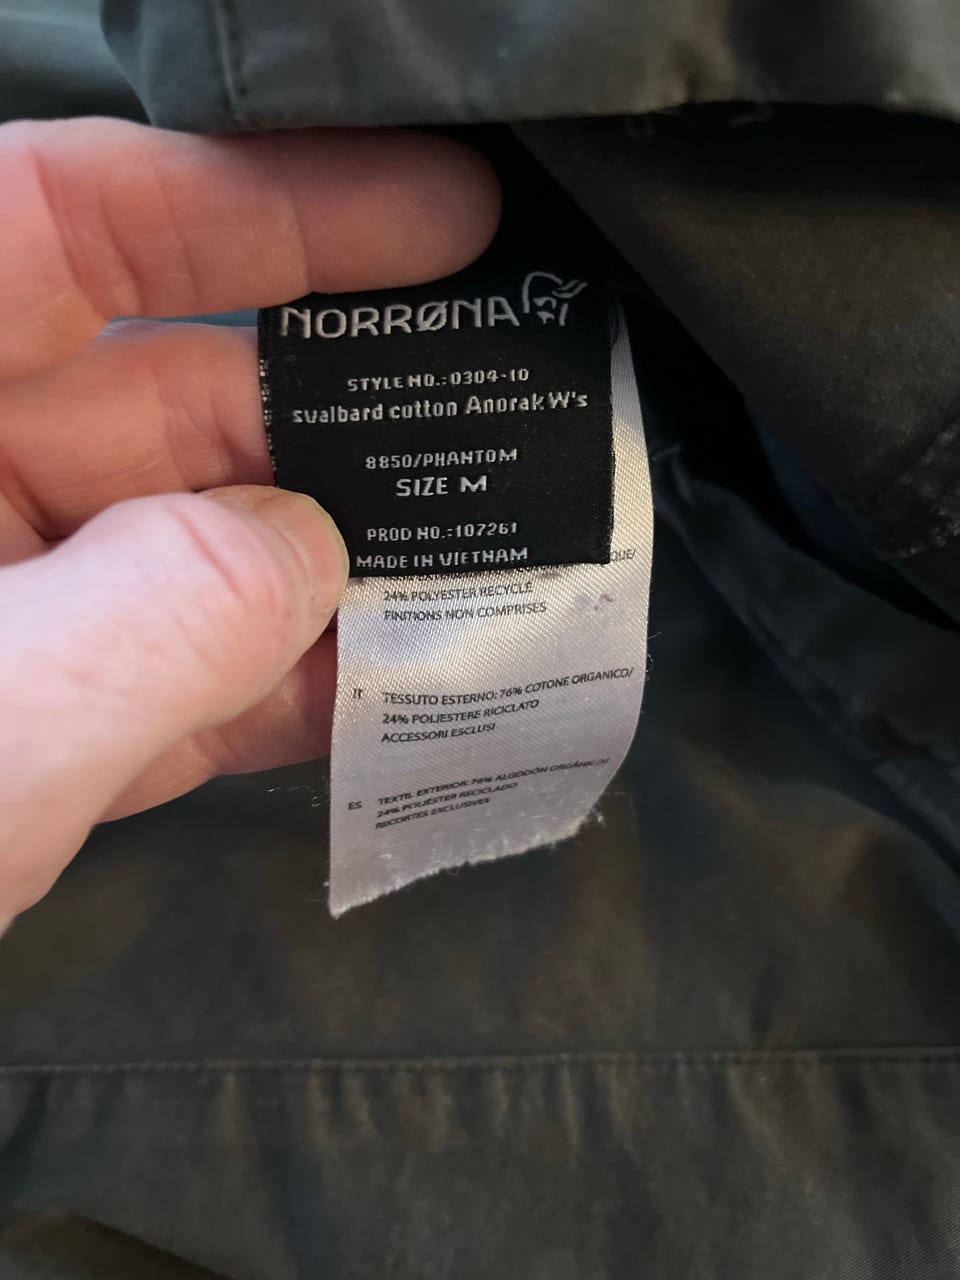 NORRØNA
STYLE NO.:0304-10
svalbard cotton Anorak W's
8850/PHANTOM
SIZE M
PROD NO.:107261
MADE IN VIETNAM
QUE/
24% POLYESTER RECYCLÉ
FINITIONS NON COMPRISES
IT TESSUTO ESTERNO: 76% COTONE ORGANICO/
24% POLIESTERE RICICLATO
ACCESSORI ESCLUSI
ES TEXTIL EXTERIOR: 76% ALGODÓN ORGÁNICO/
24% POLIÉSTER RECICLADO
RECORTES EXCLUSIVES